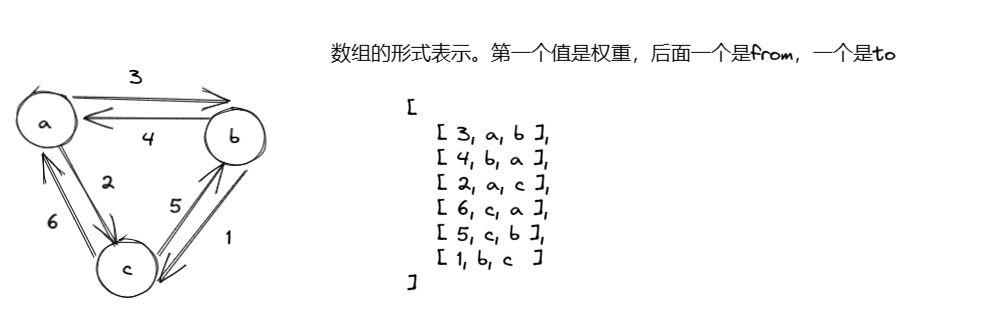 数组的形式表示。第一个值是权重，后面一个是from，一个是to
3
a
b
4
2
6
5
1
c
[
[ 3, a, b ],
[ 4, b, a ],
[ 2, a, c ],
[ 6, c, a ],
[ 5, c, b ],
[ 1, b, c ]
]